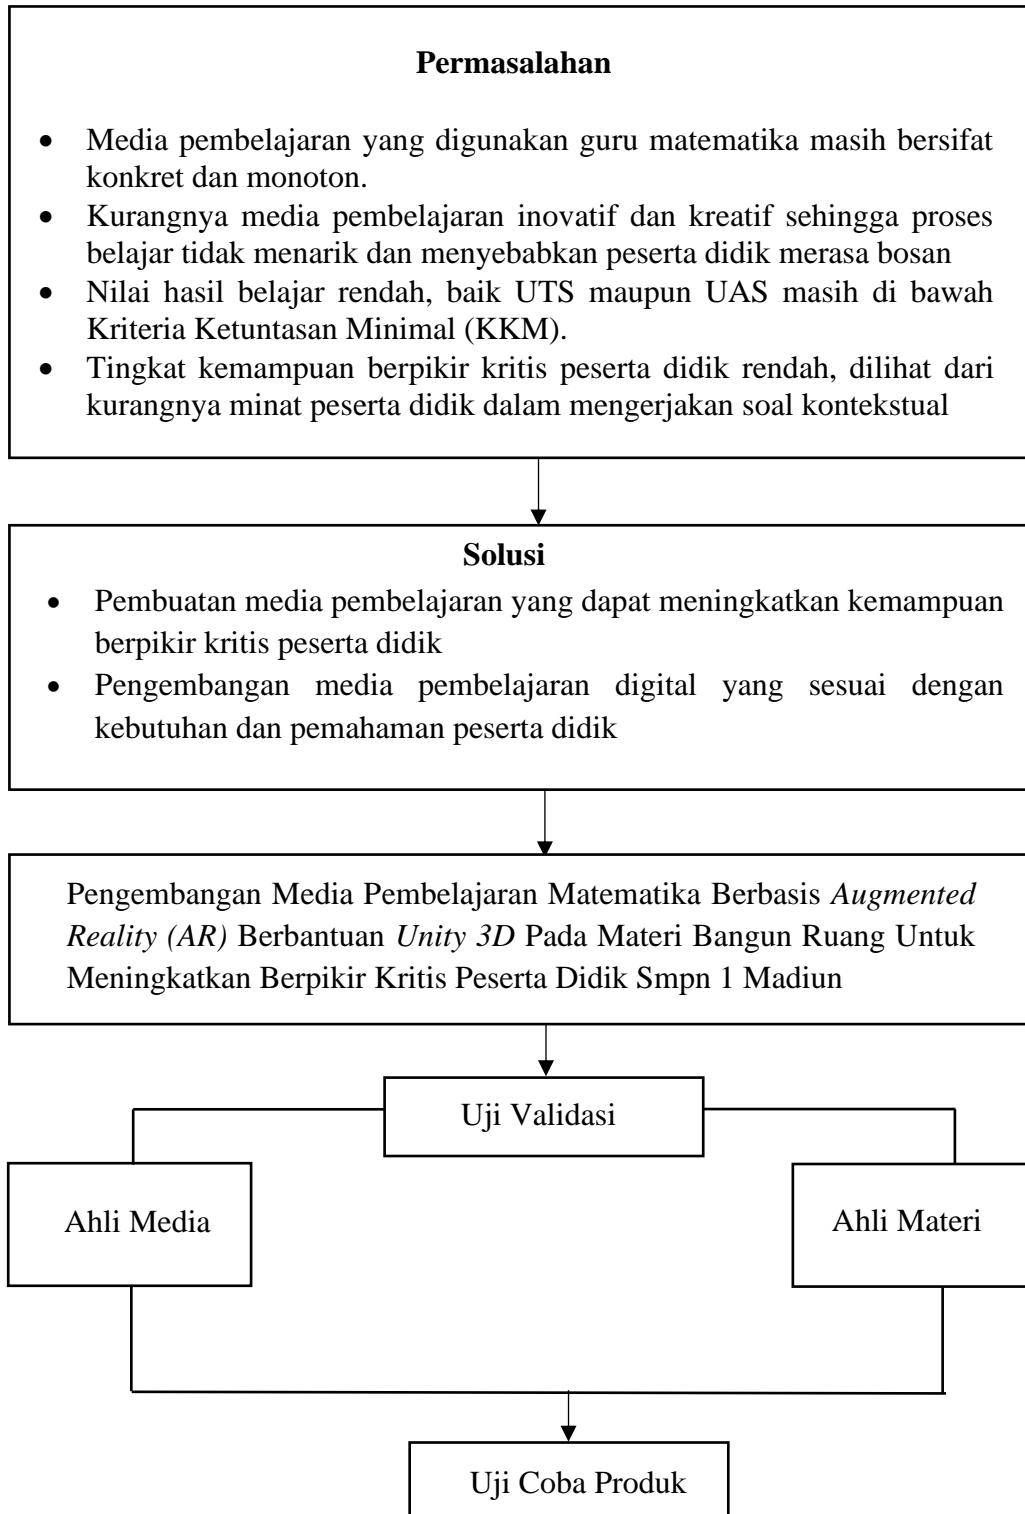 Permasalahan
• Media pembelajaran yang digunakan guru matematika masih bersifat
konkret dan monoton.
• Kurangnya media pembelajaran inovatif dan kreatif sehingga proses
belajar tidak menarik dan menyebabkan peserta didik merasa bosan
• Nilai hasil belajar rendah, baik UTS maupun UAS masih di bawah
Kriteria Ketuntasan Minimal (KKM).
• Tingkat kemampuan berpikir kritis peserta didik rendah, dilihat dari
kurangnya minat peserta didik dalam mengerjakan soal kontekstual
Solusi
• Pembuatan media pembelajaran yang dapat meningkatkan kemampuan
berpikir kritis peserta didik
• Pengembangan media pembelajaran digital yang sesuai dengan
kebutuhan dan pemahaman peserta didik
Pengembangan Media Pembelajaran Matematika Berbasis Augmented
Reality (AR) Berbantuan Unity 3D Pada Materi Bangun Ruang Untuk
Meningkatkan Berpikir Kritis Peserta Didik Smpn 1 Madiun
Uji Validasi
Ahli Media
Ahli Materi
Uji Coba Produk